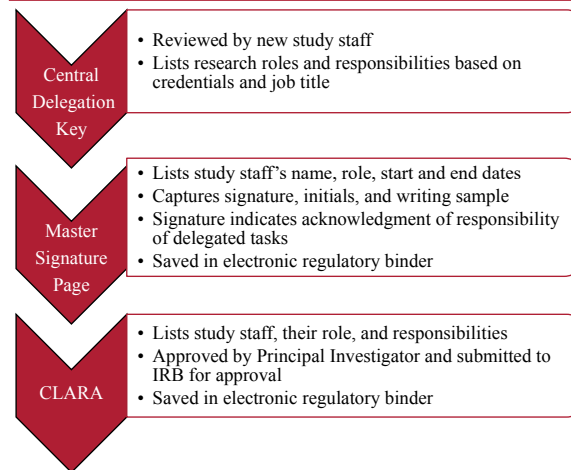 Central
Delegation
Key
• Reviewed by new study staff
• Lists research roles and responsibilities based on
credentials and job title
Master
Signature
Page
• Lists study staff's name, role, start and end dates
• Captures signature, initials, and writing sample
• Signature indicates acknowledgment of responsibility
of delegated tasks
• Saved in electronic regulatory binder
CLARA
• Lists study staff, their role, and responsibilities
• Approved by Principal Investigator and submitted to
IRB for approval
• Saved in electronic regulatory binder